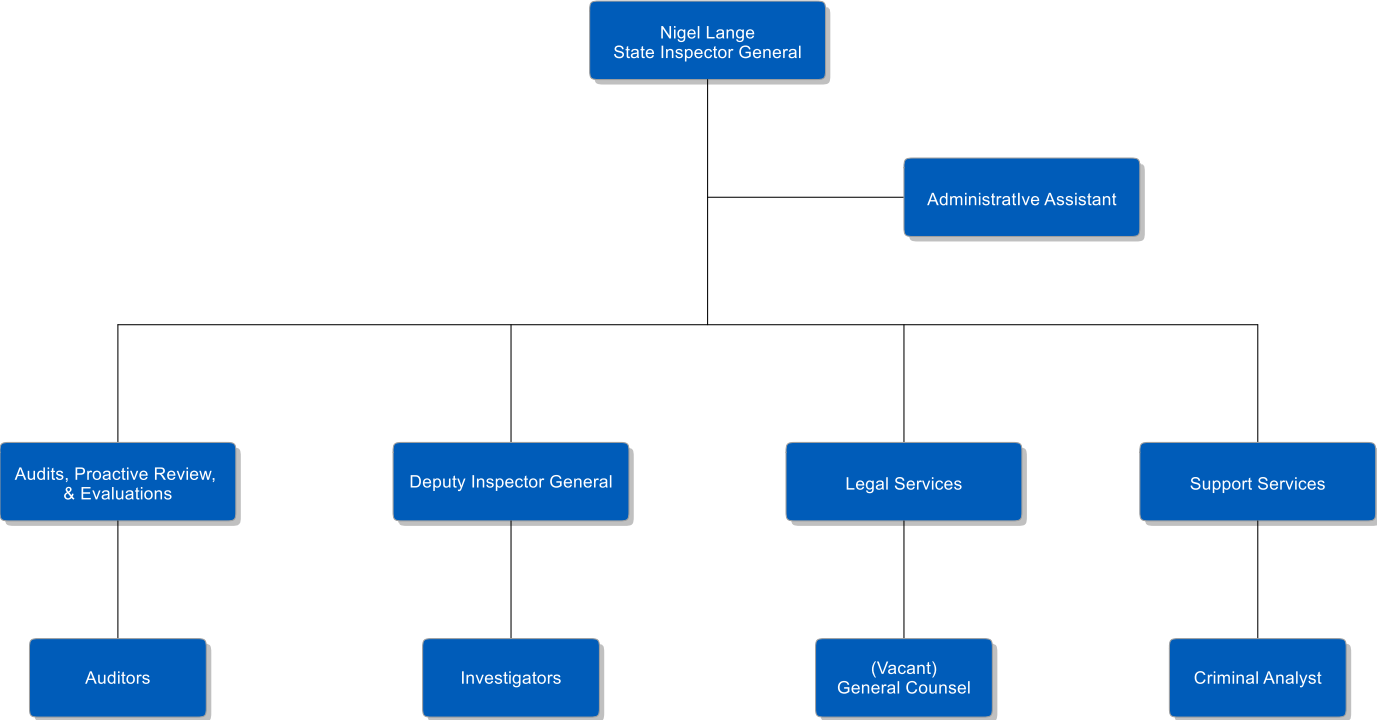 Nigel Lange
State Inspector General
AdministratIve Assistant
Audits, Proactive Review,
& Evaluations
Deputy Inspector General
Legal Services
Support Services
Auditors
Investigators
(Vacant)
General Counsel
Criminal Analyst